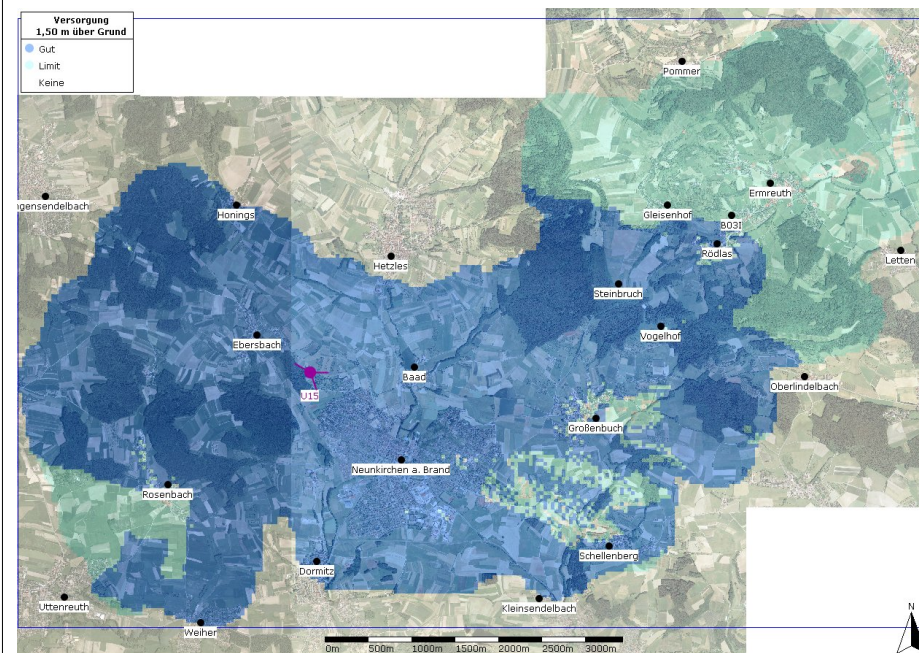 Versorgung
1,50 m über Grund
Gut
Limit
Keine
Pommer
ngensendelbach
Honings
Ermreuth
Gleisenhof
B03I
Rödlas
Hetzles
Letten
Steinbruch
Ebersbach
Vogelhof
Baad
U15
Oberlindelbach
Großenbuch
Neunkirchen a. Brand
Rosenbach
Schellenberg
Dormitz
Uttenreuth
Kleinsendelbach
Weiher
N
0m 500m 1000m 1500m 2000m 2500m 3000m